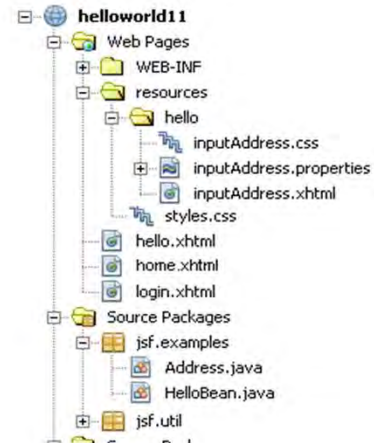 helloworld11
Web Pages
WEB-INF
resources
hello
inputAddress.css
inputAddress.properties
inputAddress.xhtml
styles.css
hello.xhtml
home.xhtml
login.xhtml
Source Packages
jsf.examples
Address.java
HelloBean.java
jsf.util